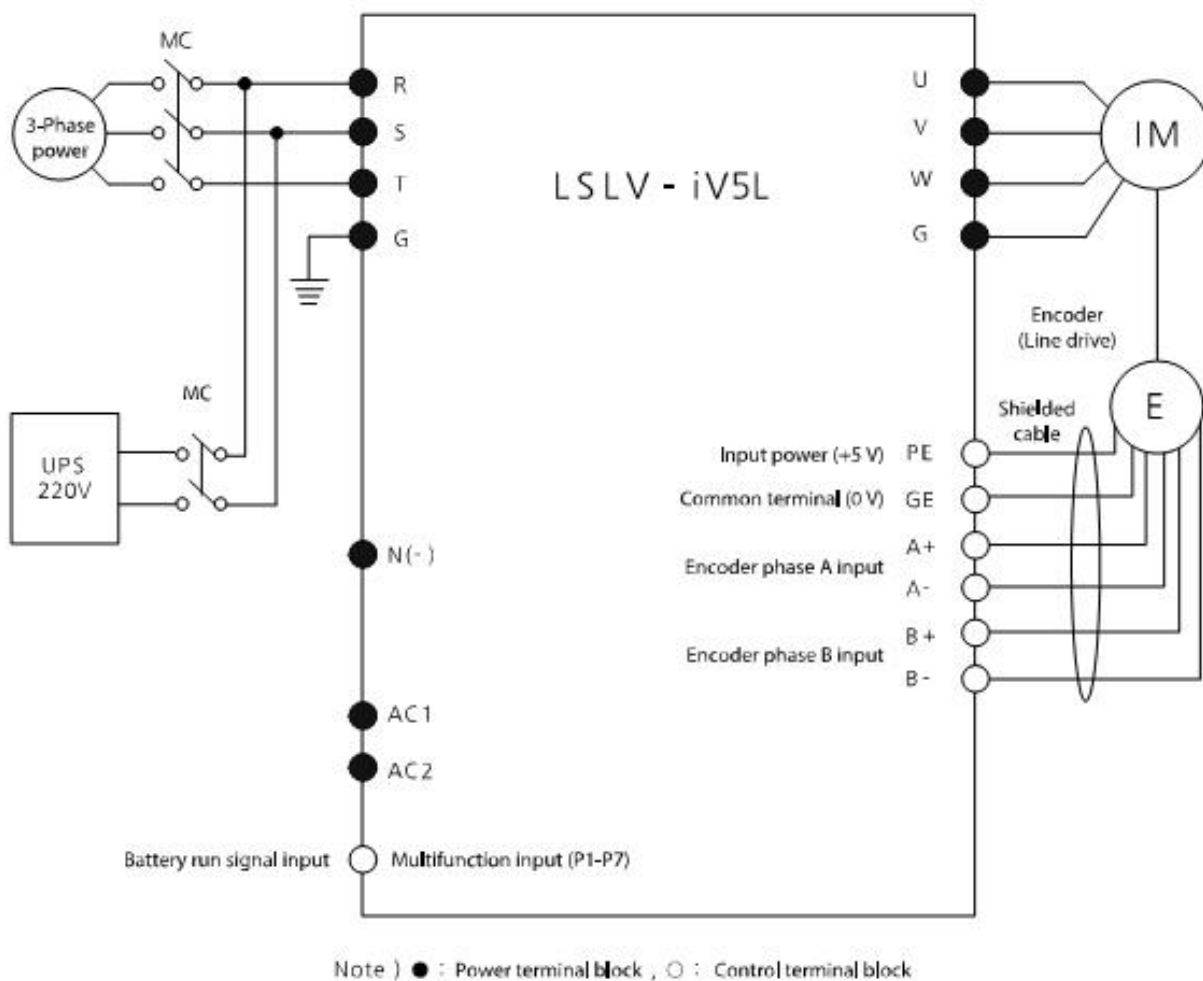 MC
3-Phase
power
R
S
T
G
LSLV - iV5L
U
V
W
G
IM
Encoder
(Line drive)
E
Shielded
cable
MC
UPS
220V
Input power (+5 V) PE
Common terminal (0 V) GE
Encoder phase A input
A+
A-
Encoder phase B input
B+
B-
N(-)
AC1
AC2
Battery run signal input
Multifunction input (P1-P7)
Note ) ● : Power terminal block , ○ : Control terminal block